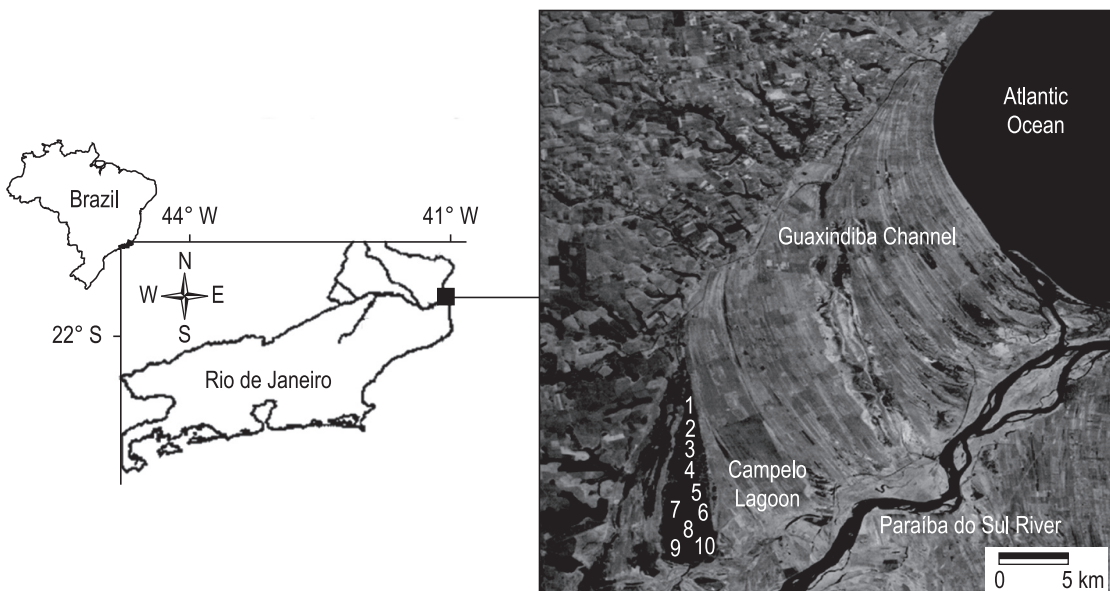 Brazil
44° W
41° W
N
W
E
S
22° S
Rio de Janeiro
Atlantic
Ocean
Guaxindiba Channel
1
2
3
4
5
7
6
8
9
10
Campelo
Lagoon
Paraíba do Sul River
0
5 km